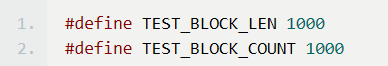 1. #define TEST_BLOCK_LEN 1000
2. #define TEST_BLOCK_COUNT 1000